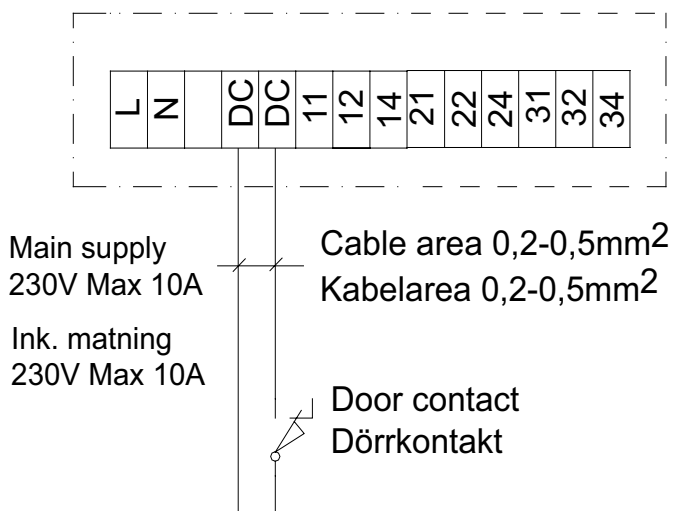 L N DC DC 11 12 14 21 22 24 31 32 34
Main supply
230V Max 10A
Cable area 0,2-0,5mm2
Kabelarea 0,2-0,5mm2
Ink. matning
230V Max 10A
Door contact
Dörrkontakt